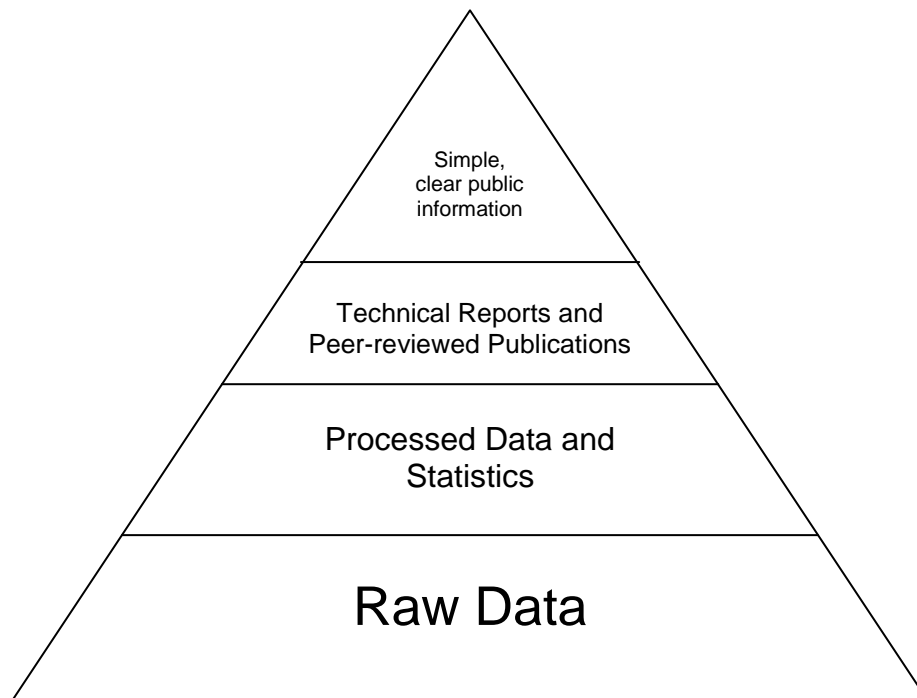 Simple,
clear public
information
Technical Reports and
Peer-reviewed Publications
Processed Data and
Statistics
Raw Data